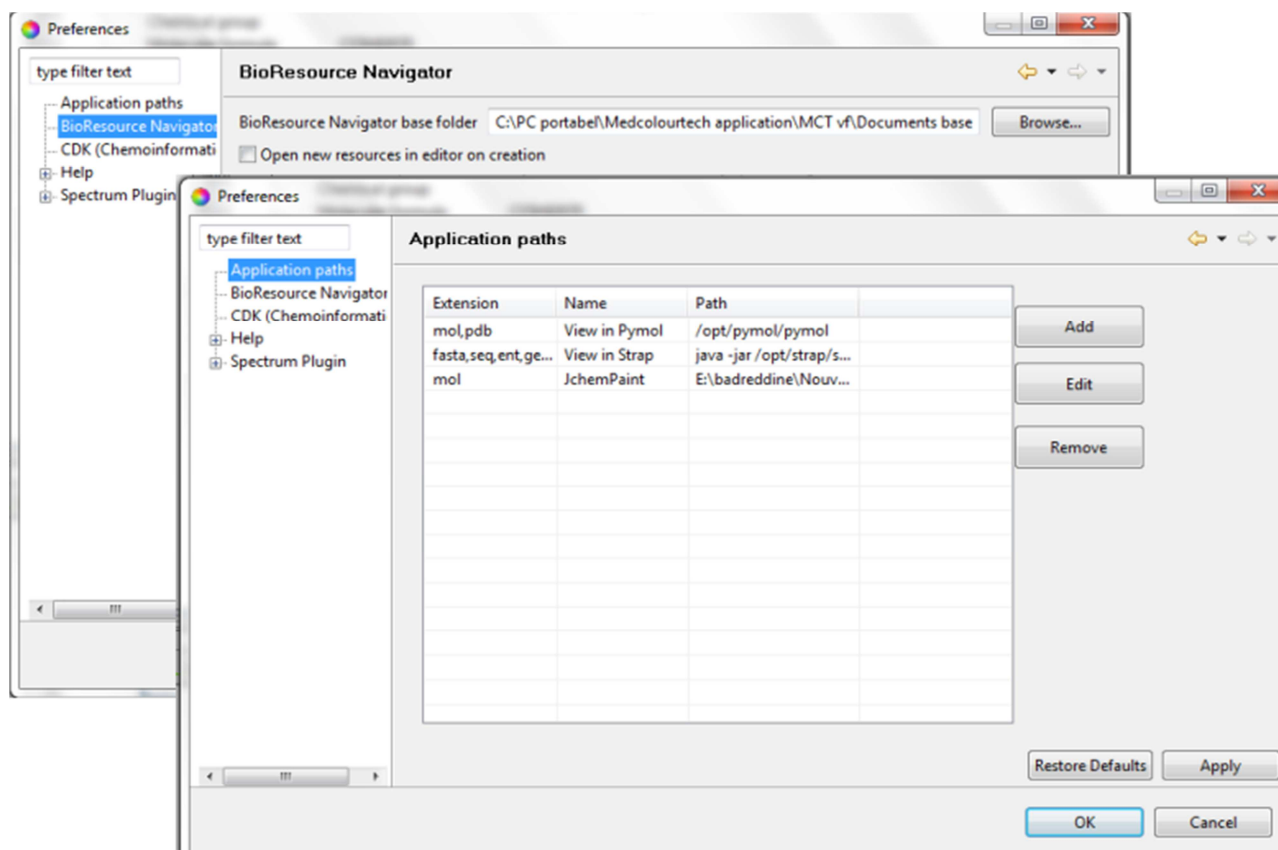 Preferences
type filter text
BioResource Navigator
Application paths
BioResource Navigator
CDK (Chemoinformati
Help
Spectrum Plugin
BioResource Navigator base folder C:\PC portabel\Medcolourtech application\MCT vf\Documents base Browse...
Open new resources in editor on creation
Preferences
type filter text
Application paths
Application paths
BioResource Navigator
CDK (Chemoinformati
Help
Spectrum Plugin
Extension Name Path
mol,pdb View in Pymol /opt/pymol/pymol
fasta,seq,ent,ge... View in Strap java -jar /opt/strap/s...
mol JchemPaint E:\badreddine\Nouv...
Add
Edit
Remove
Restore Defaults Apply
OK Cancel